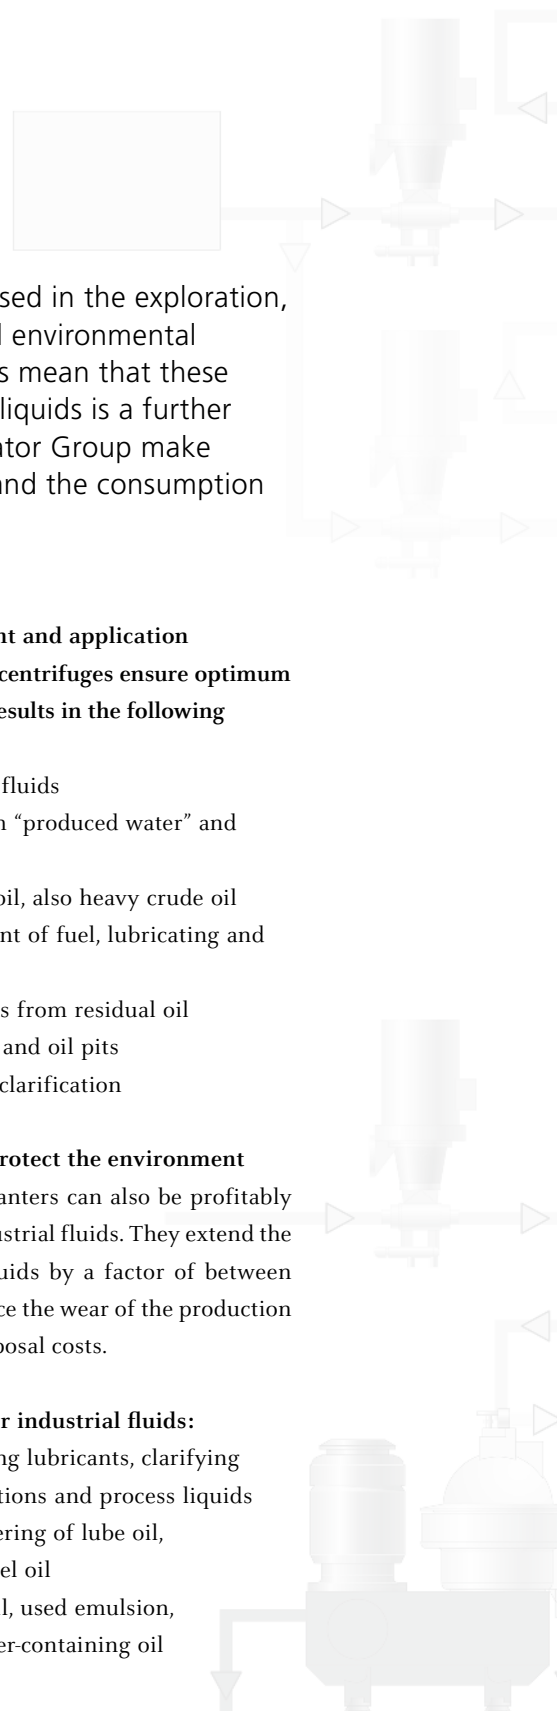 sed in the exploration,
environmental
s mean that these
liquids is a further
ator Group make
and the consumption
nt and application
centrifuges ensure optimum
esults in the following
fluids
n “produced water” and
oil, also heavy crude oil
nt of fuel, lubricating and
s from residual oil
and oil pits
clarification
rotect the environment
anters can also be profitably
ustrial fluids. They extend the
uids by a factor of between
ce the wear of the production
posal costs.
r industrial fluids:
ng lubricants, clarifying
tions and process liquids
ering of lube oil,
el oil
l, used emulsion,
er-containing oil